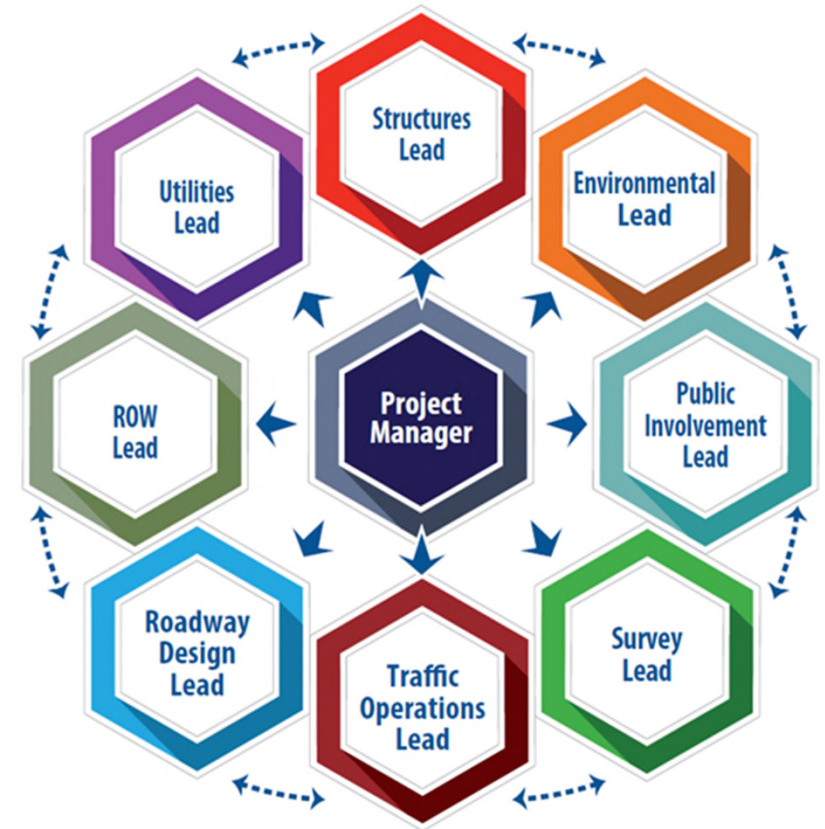 Structures
Lead
Utilities
Lead
Environmental
Lead
Project
Manager
ROW
Lead
Public
Involvement
Lead
Roadway
Design
Lead
Traffic
Operations
Lead
Survey
Lead